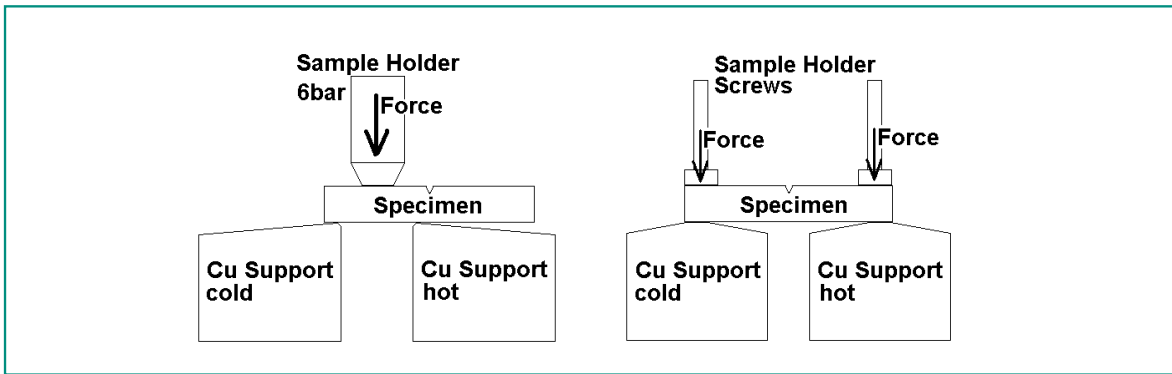 Sample Holder
6bar
Force
Specimen
Cu Support
cold
Cu Support
hot
Sample Holder
Screws
Force
Force
Specimen
Cu Support
cold
Cu Support
hot